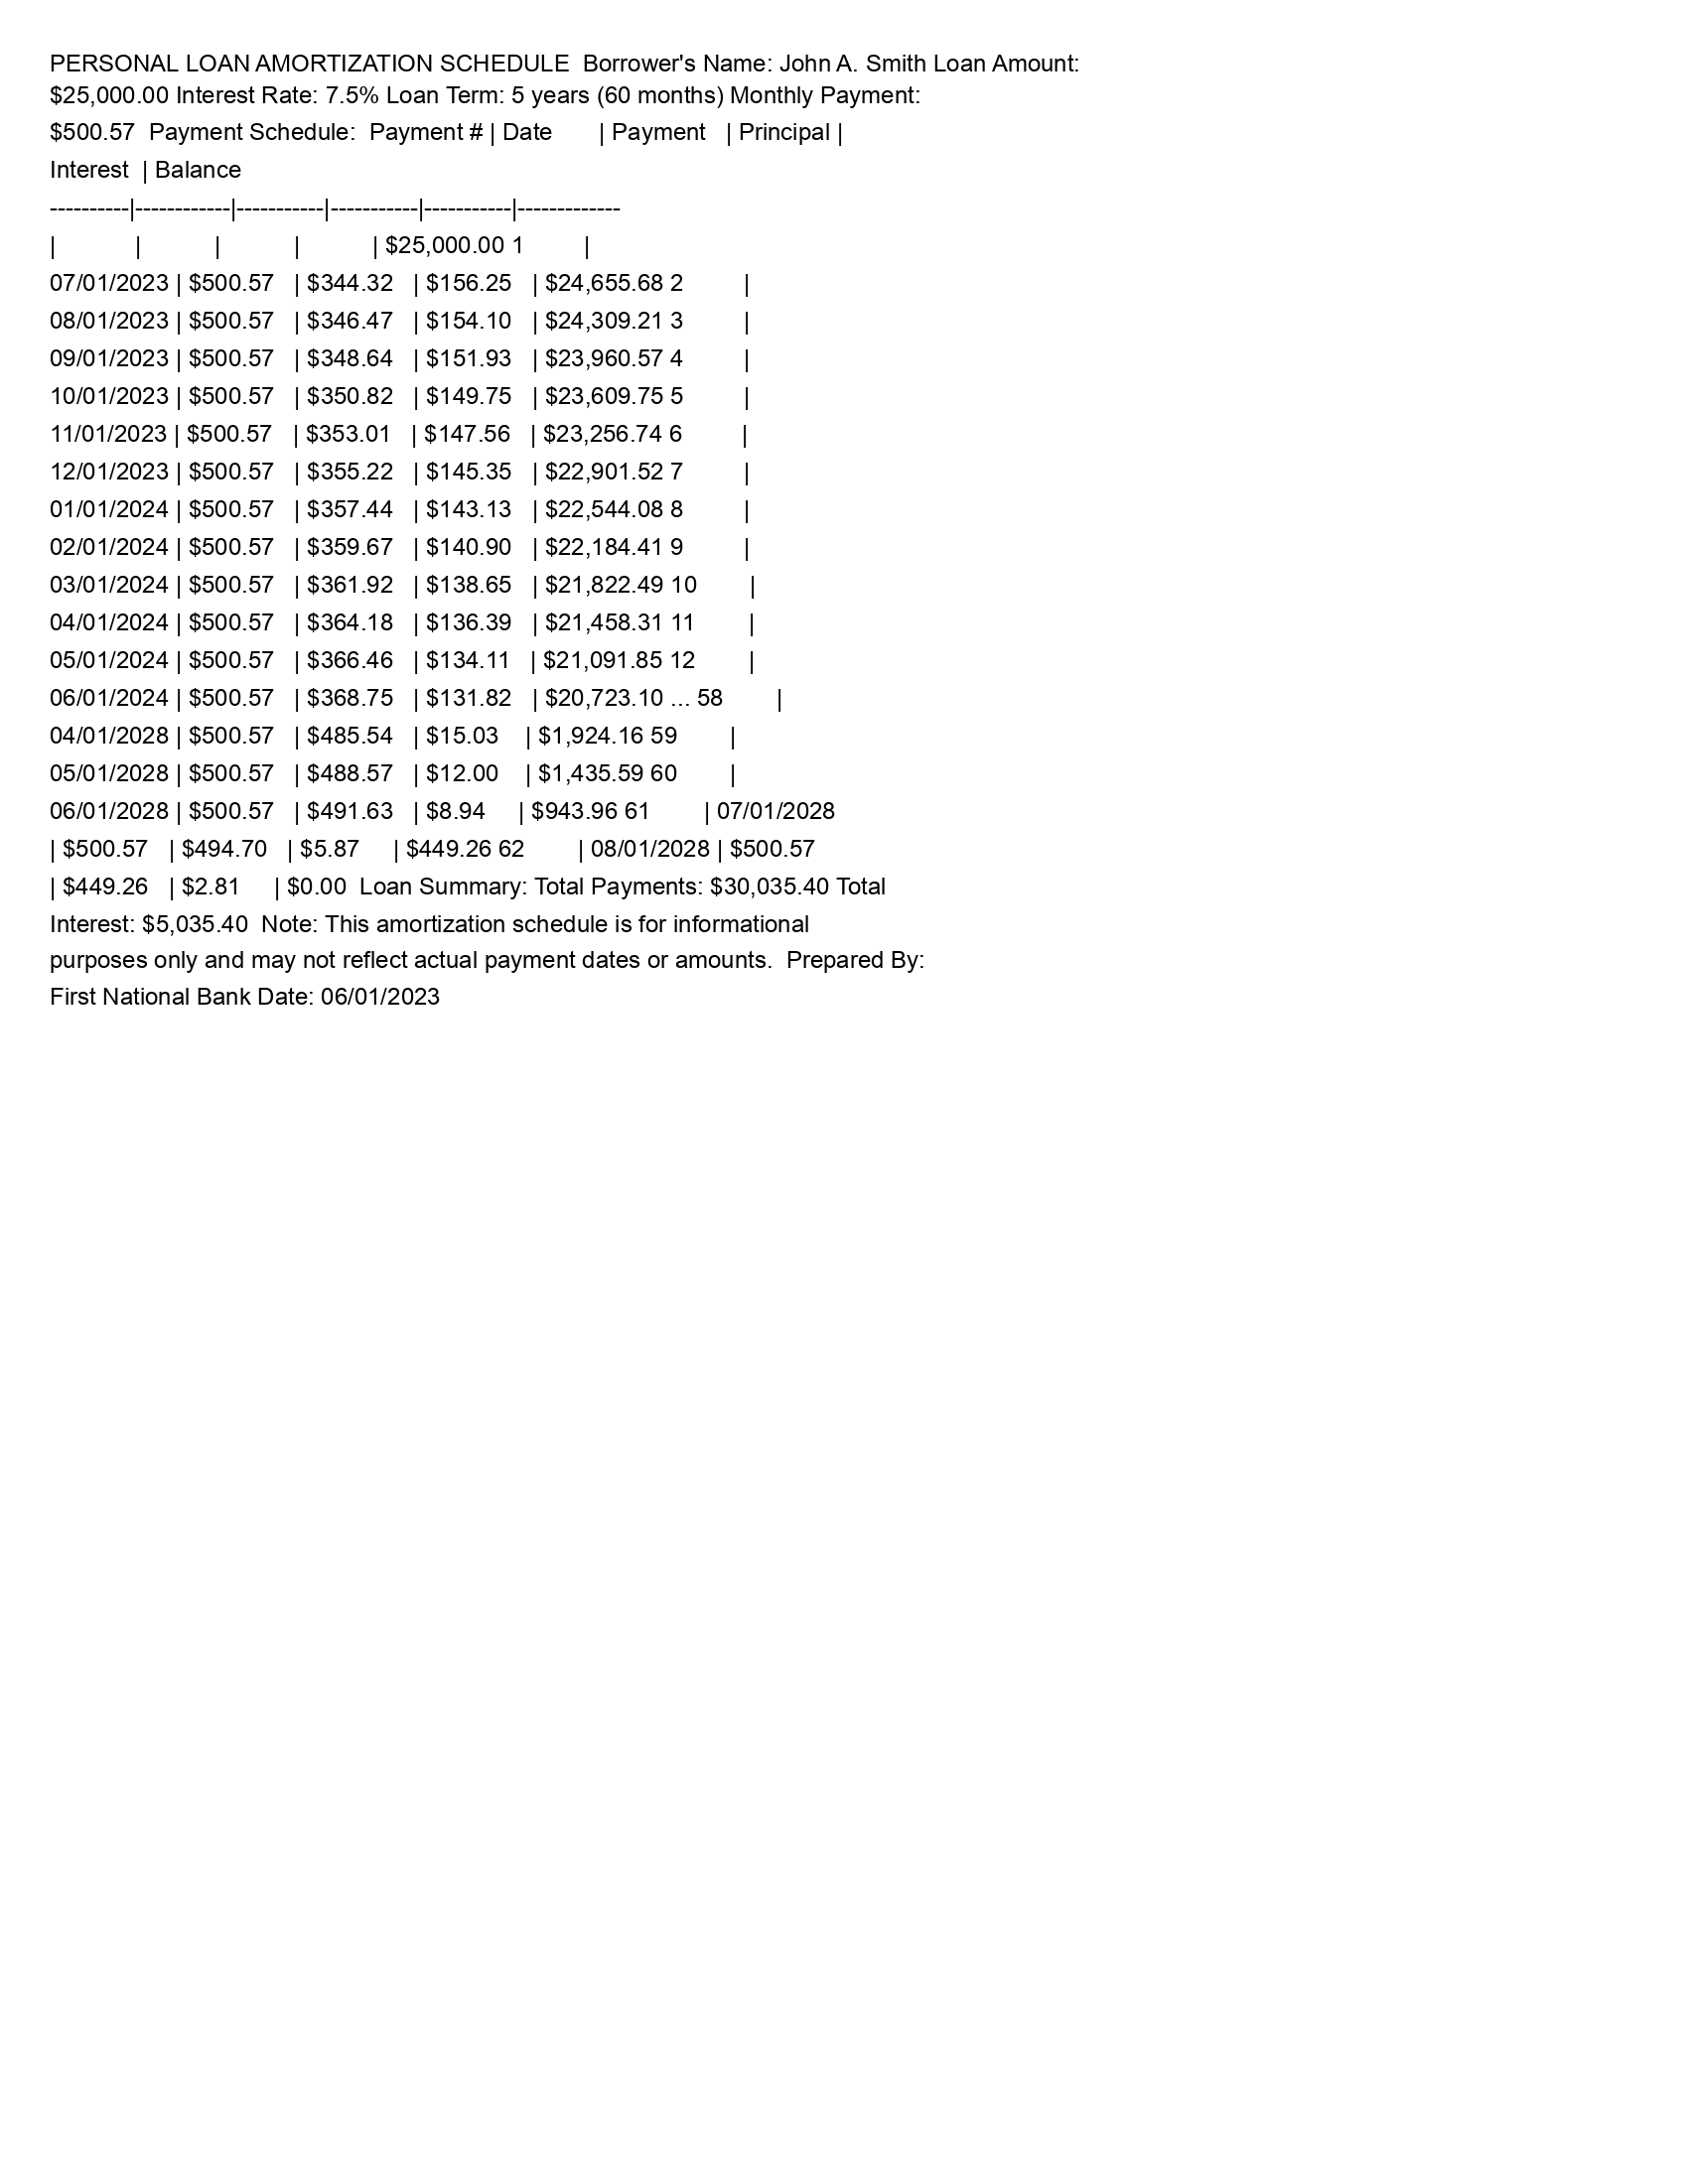 PERSONAL LOAN AMORTIZATION SCHEDULE  Borrower's Name: John A. Smith Loan Amount:
$25,000.00 Interest Rate: 7.5% Loan Term: 5 years (60 months) Monthly Payment:
$500.57  Payment Schedule:  Payment # | Date       | Payment   | Principal |
Interest  | Balance
----------|------------|-----------|-----------|-----------|-------------
|            |           |           |           | $25,000.00 1         |
07/01/2023 | $500.57   | $344.32   | $156.25   | $24,655.68 2         |
08/01/2023 | $500.57   | $346.47   | $154.10   | $24,309.21 3         |
09/01/2023 | $500.57   | $348.64   | $151.93   | $23,960.57 4         |
10/01/2023 | $500.57   | $350.82   | $149.75   | $23,609.75 5         |
11/01/2023 | $500.57   | $353.01   | $147.56   | $23,256.74 6         |
12/01/2023 | $500.57   | $355.22   | $145.35   | $22,901.52 7         |
01/01/2024 | $500.57   | $357.44   | $143.13   | $22,544.08 8         |
02/01/2024 | $500.57   | $359.67   | $140.90   | $22,184.41 9         |
03/01/2024 | $500.57   | $361.92   | $138.65   | $21,822.49 10        |
04/01/2024 | $500.57   | $364.18   | $136.39   | $21,458.31 11        |
05/01/2024 | $500.57   | $366.46   | $134.11   | $21,091.85 12        |
06/01/2024 | $500.57   | $368.75   | $131.82   | $20,723.10 ... 58        |
04/01/2028 | $500.57   | $485.54   | $15.03    | $1,924.16 59        |
05/01/2028 | $500.57   | $488.57   | $12.00    | $1,435.59 60        |
06/01/2028 | $500.57   | $491.63   | $8.94     | $943.96 61        | 07/01/2028
| $500.57   | $494.70   | $5.87     | $449.26 62        | 08/01/2028 | $500.57
| $449.26   | $2.81     | $0.00  Loan Summary: Total Payments: $30,035.40 Total
Interest: $5,035.40  Note: This amortization schedule is for informational
purposes only and may not reflect actual payment dates or amounts.  Prepared By:
First National Bank Date: 06/01/2023